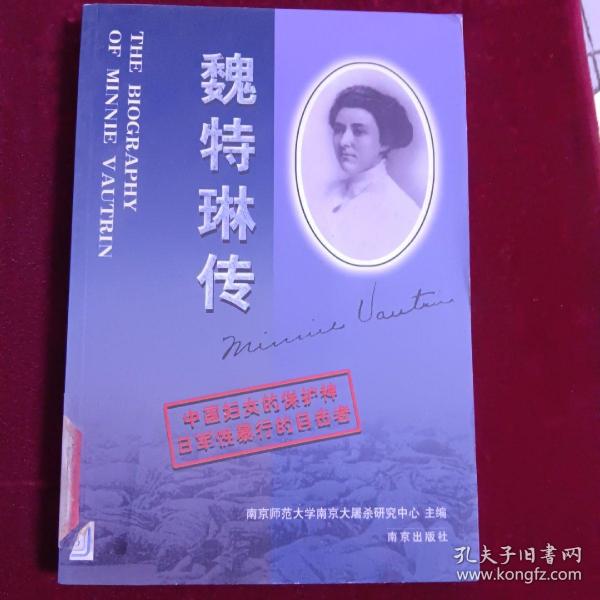 THE BIOGRAPHY
OF MINNIE VAUTRIN
魏特琳传
Minnie Vautrin
中国妇女的保护神
日军性暴行的目击者
南京师范大学南京大屠杀研究中心 主编
南京出版社
孔夫子旧书网
www.kongfz.com